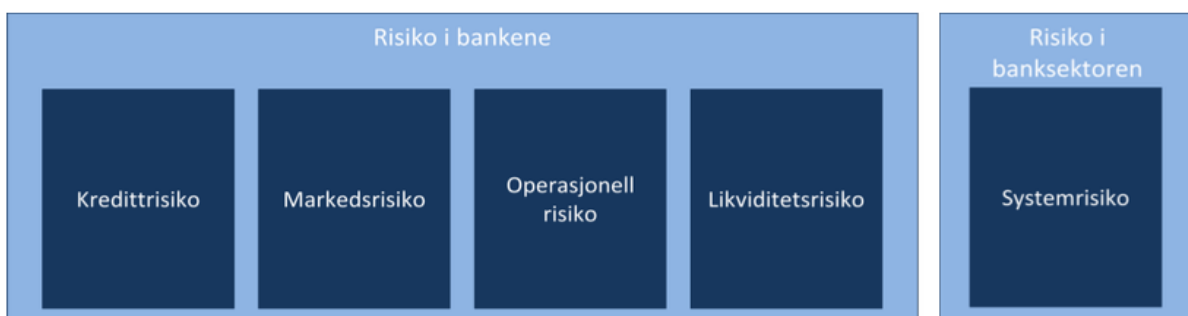 Risiko i bankene
Kredittrisiko
Markedsrisiko
Operasjonell
risiko
Likviditetsrisiko
Risiko i
banksektoren
Systemrisiko